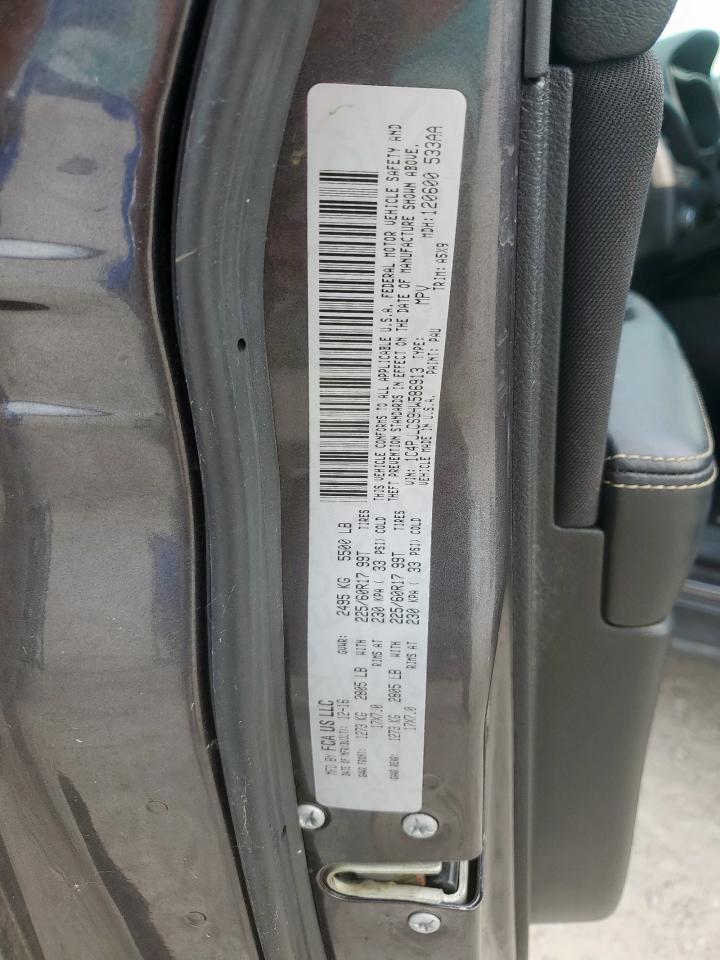 MFD BY FCA US LLC
DATE OF MFR(BUILT): 12-16 GVWR: 2495 KG 5500 LB
GAWR FRONT: 1273 KG 2805 LB WITH 225/60R17 99T TIRES
17X7.0 RIMS AT 230 KPA ( 33 PSI) COLD
GAWR REAR: 1273 KG 2805 LB WITH 225/60R17 99T TIRES
17X7.0 RIMS AT 230 KPA ( 33 PSI) COLD
THIS VEHICLE CONFORMS TO ALL APPLICABLE U.S.A. FEDERAL MOTOR VEHICLE SAFETY AND
THEFT PREVENTION STANDARDS IN EFFECT ON THE DATE OF MANUFACTURE SHOWN ABOVE.
VIN: 1C4PJLCS9HW586913 TYPE: MPV MDH:120600 533AA
VEHICLE MADE IN U.S.A. PAINT: PAU TRIM: A5X9